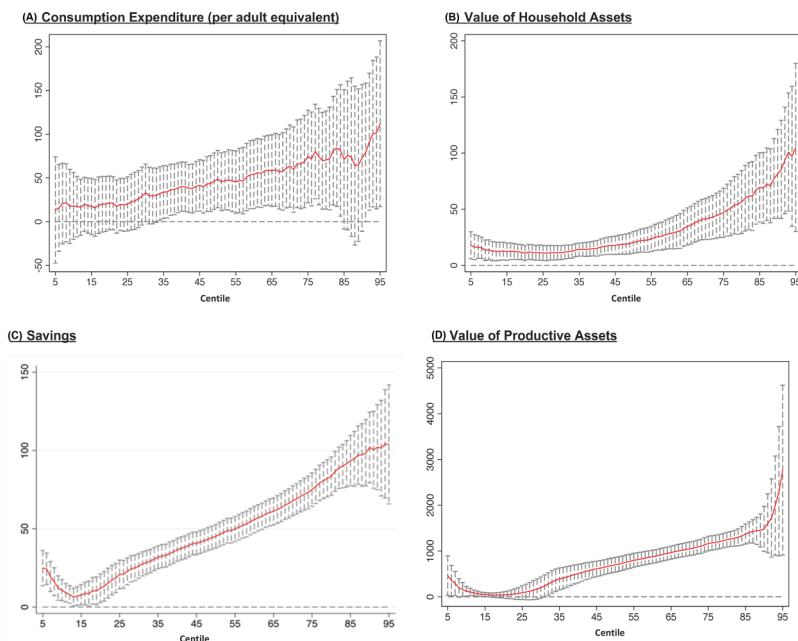 (A) Consumption Expenditure (per adult equivalent)
200
150
100
50
0
-50
5 15 25 35 45 55 65 75 85 95
Centile
(B) Value of Household Assets
200
150
100
50
0
5 15 25 35 45 55 65 75 85 95
Centile
(C) Savings
150
100
50
0
5 15 25 35 45 55 65 75 85 95
Centile
(D) Value of Productive Assets
5000
4000
3000
2000
1000
0
5 15 25 35 45 55 65 75 85 95
Centile